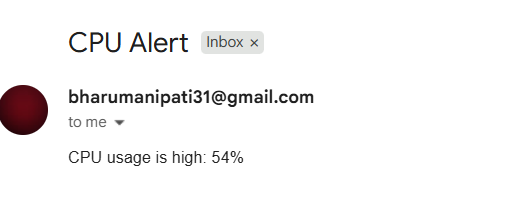 CPU Alert Inbox ×
bharumanipati31@gmail.com
to me
CPU usage is high: 54%